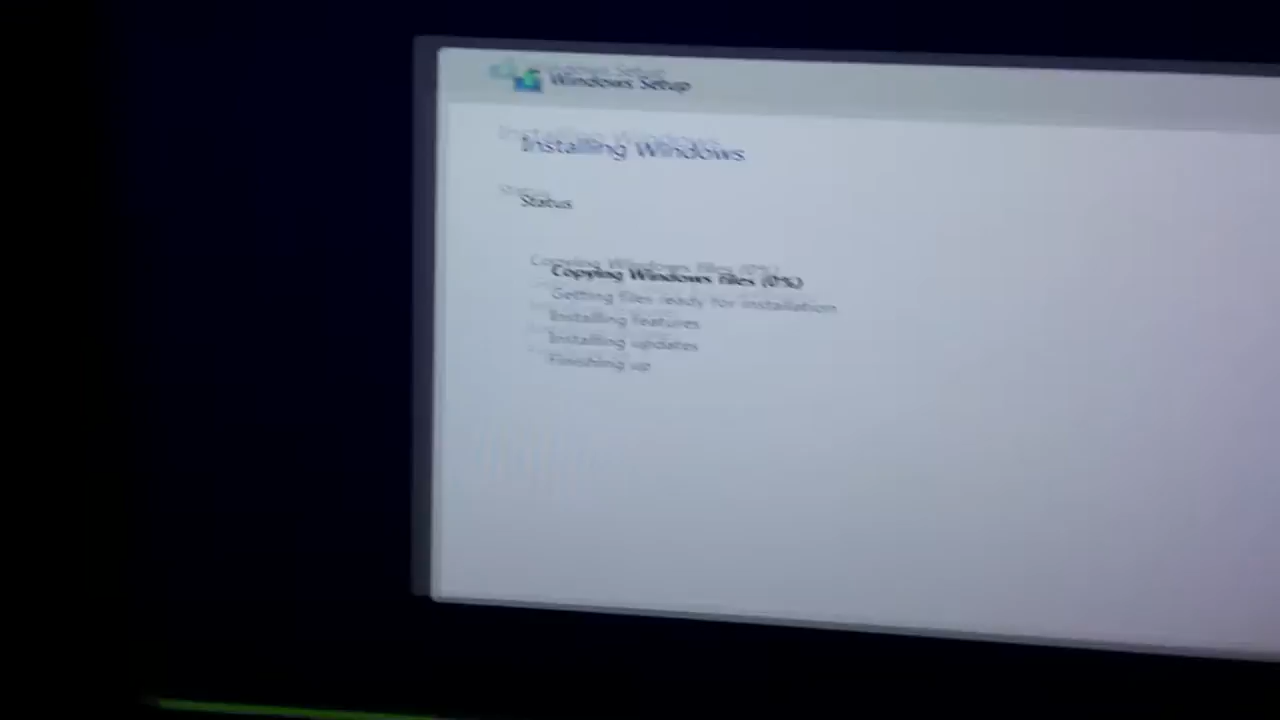 Windows Setup
Installing Windows
Status
Copying Windows files (0%)
Getting files ready for installation
Installing features
Installing updates
Finishing up